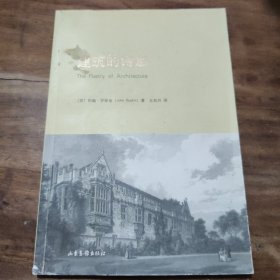 建筑的诗意
The Poetry of Architecture
[英] 约翰·罗斯金 (John Ruskin) 著
山东画报出版社